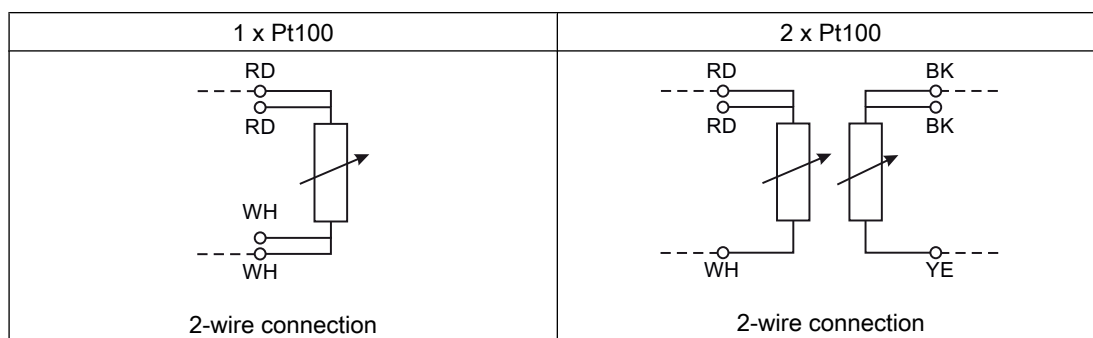 1 x Pt100
2 x Pt100
RD
RD
WH
WH
2-wire connection
RD
BK
RD
BK
WH
YE
2-wire connection